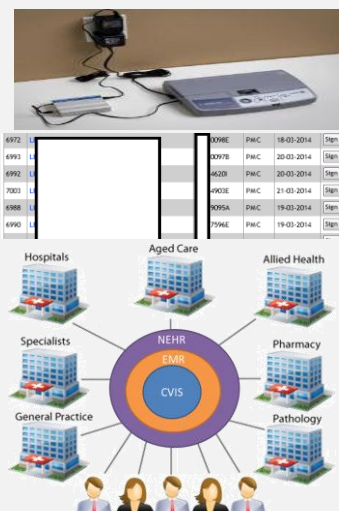 6972 LI 0098E PMC 18-03-2014 Sign
6993 0097B PMC 20-03-2014 Sign
6992 4620I PMC 20-03-2014 Sign
7003 4903E PMC 21-03-2014 Sign
6988 9095A PMC 19-03-2014 Sign
6990 7596E PMC 19-03-2014 Sign
Aged Care
Hospitals
Allied Health
NEHR
EMR
CVIS
Specialists
Pharmacy
General Practice
Pathology